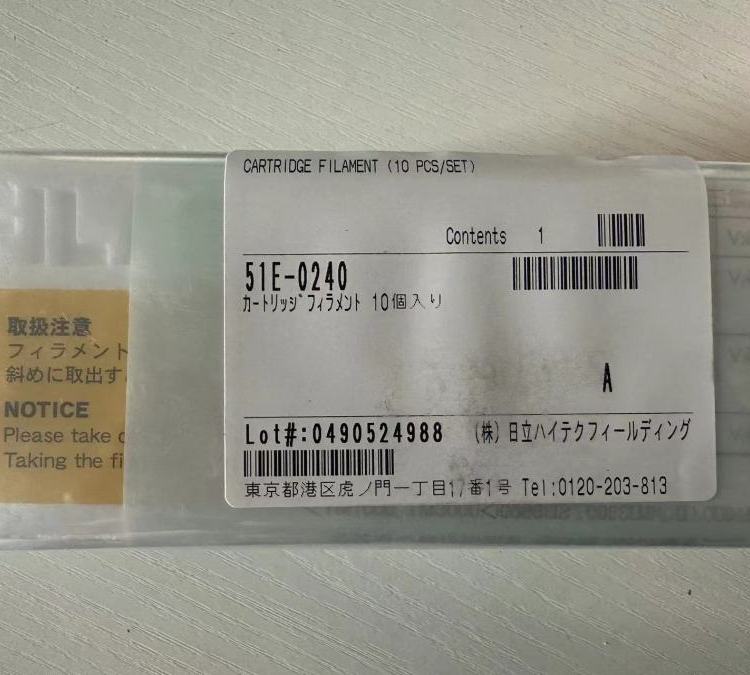 CARTRIDGE FILAMENT (10 PCS/SET)
Contents 1
51E-0240
カートリッジフィラメント 10個入り
A
Lot#:0490524988 (株)日立ハイテクフィールディング
東京都港区虎ノ門一丁目17番1号 Tel:0120-203-813
取扱注意
フィラメント
斜めに取出す
NOTICE
Please take
Taking the